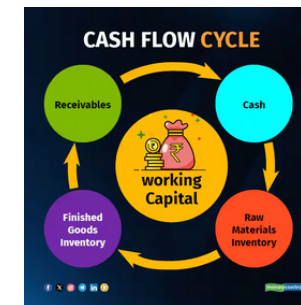 CASH FLOW CYCLE
Receivables
Cash
working
Capital
Finished
Goods
Inventory
Raw
Materials
Inventory